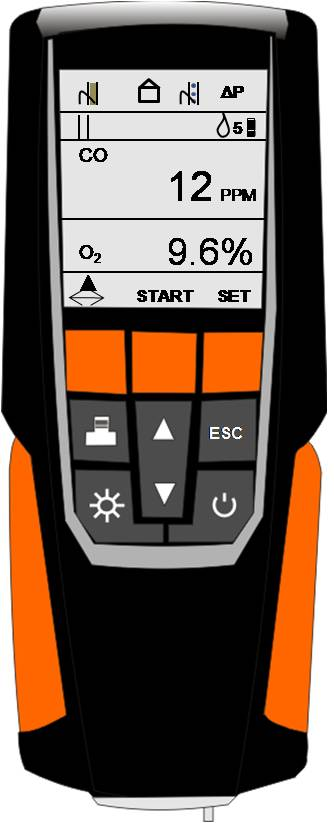 ΔP
5
CO
12 PPM
O₂ 9.6%
START SET
ESC